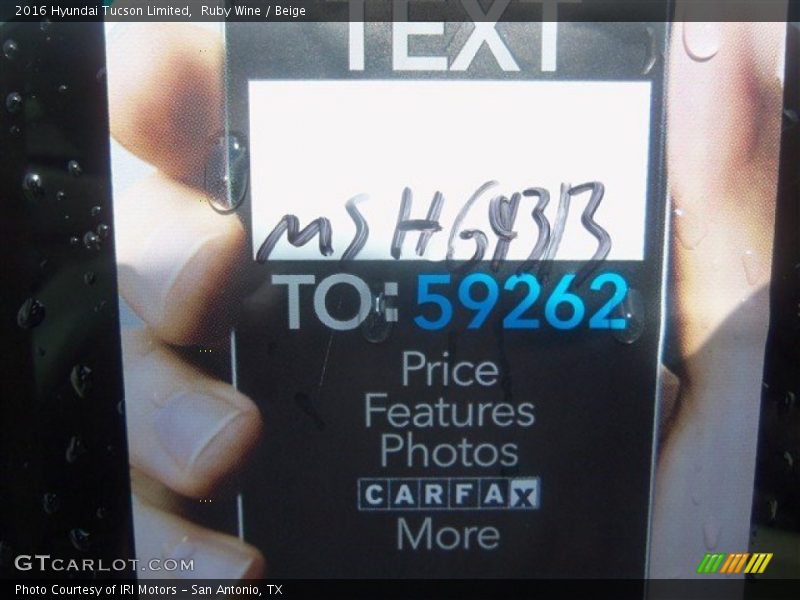 2016 Hyundai Tucson Limited, Ruby Wine / Beige
TEXT
MSHG4313
TO: 59262
Price
Features
Photos
CARFAX
More
GTCARLOT.COM
Photo Courtesy of IRI Motors - San Antonio, TX